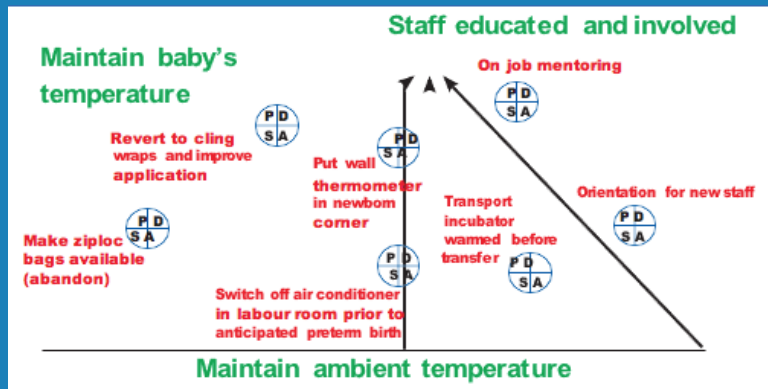 Staff educated and involved
Maintain baby's
temperature
On job mentoring
P D
S A
P D
S A
Revert to cling
wraps and improve
application
P D
S A
Put wall
thermometer
in newborn
corner
Transport
incubator
warmed before
transfer
P D
S A
Orientation for new staff
P D
S A
P D
S A
Make ziploc
bags available
(abandon)
P D
S A
Switch off air conditioner
in labour room prior to
anticipated preterm birth
Maintain ambient temperature